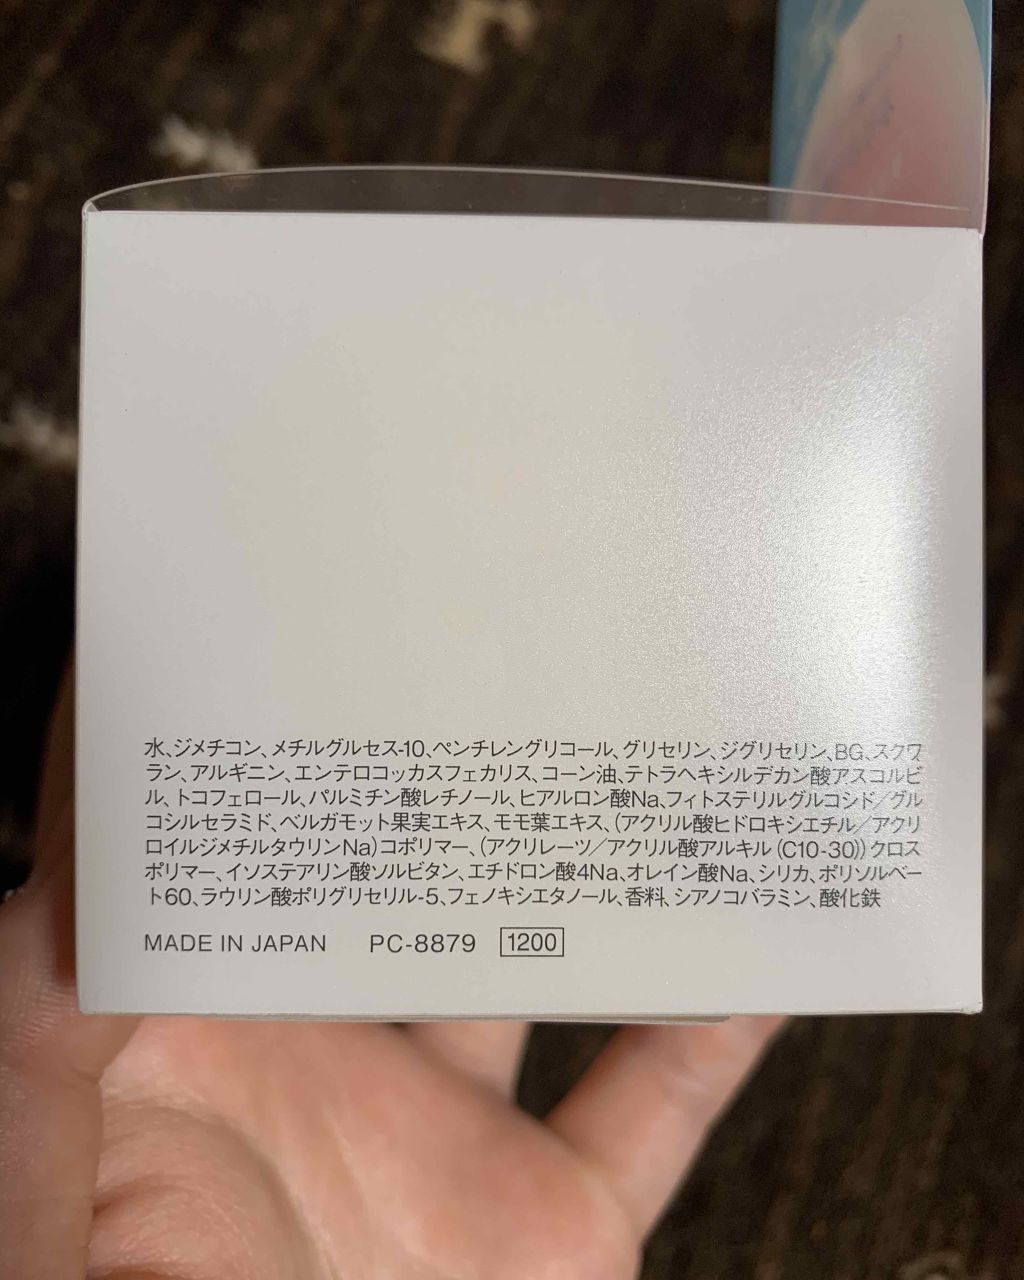 水、ジメチコン、メチルグルセス-10、ペンチレングリコール、グリセリン、ジグリセリン、BG、スクワ
ラン、アルギニン、エンテロコッカスフェカリス、コーン油、テトラヘキシルデカン酸アスコルビ
ル、トコフェロール、パルミチン酸レチノール、ヒアルロン酸Na、フィトステリルグルコシド／グル
コシルセラミド、ベルガモット果実エキス、モモ葉エキス、(アクリル酸ヒドロキシエチル／アクリ
ロイルジメチルタウリンNa)コポリマー、(アクリレーツ／アクリル酸アルキル(C10-30))クロス
ポリマー、イソステアリン酸ソルビタン、エチドロン酸4Na、オレイン酸Na、シリカ、ポリソルベー
ト60、ラウリン酸ポリグリセリル-5、フェノキシエタノール、香料、シアノコバラミン、酸化鉄
MADE IN JAPAN PC-8879 1200